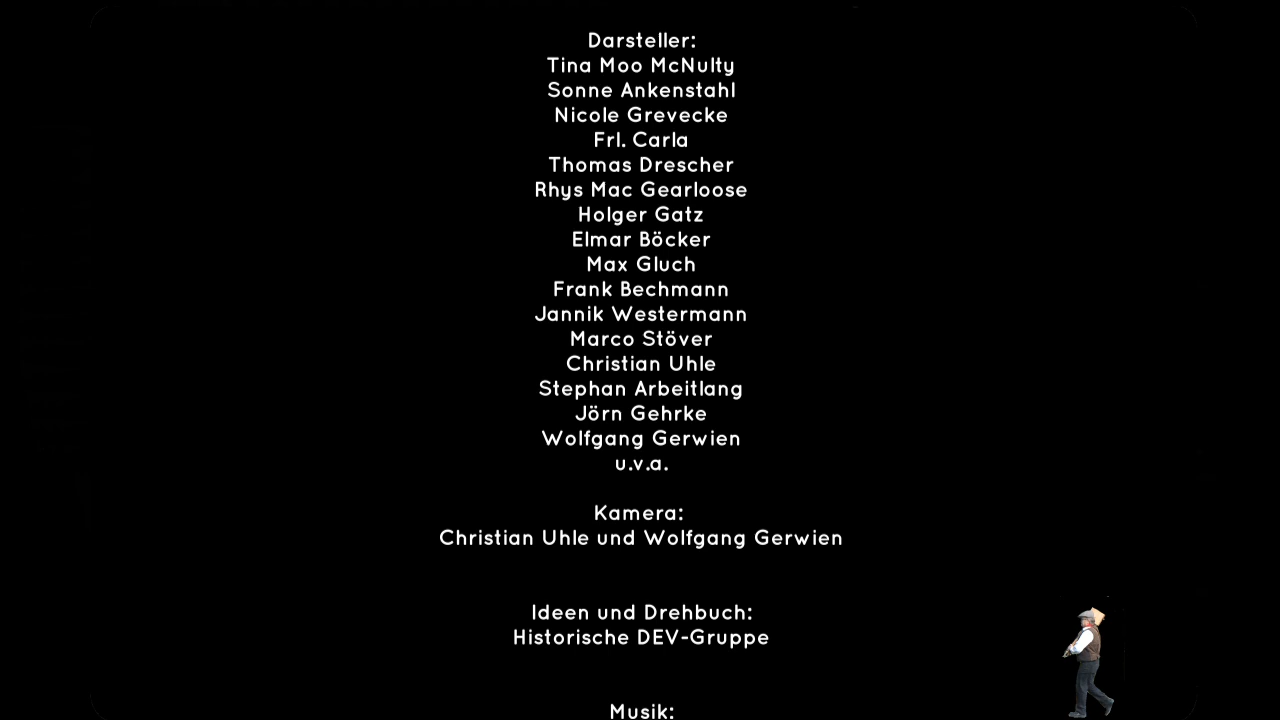 Darsteller:
Tina Moo McNulty
Sonne Ankenstahl
Nicole Grevecke
Frl. Carla
Thomas Drescher
Rhys Mac Gearloose
Holger Gatz
Elmar Böcker
Max Gluch
Frank Bechmann
Jannik Westermann
Marco Stöver
Christian Uhle
Stephan Arbeitlang
Jörn Gehrke
Wolfgang Gerwien
u.v.a.
Kamera:
Christian Uhle und Wolfgang Gerwien
Ideen und Drehbuch:
Historische DEV-Gruppe
Musik: